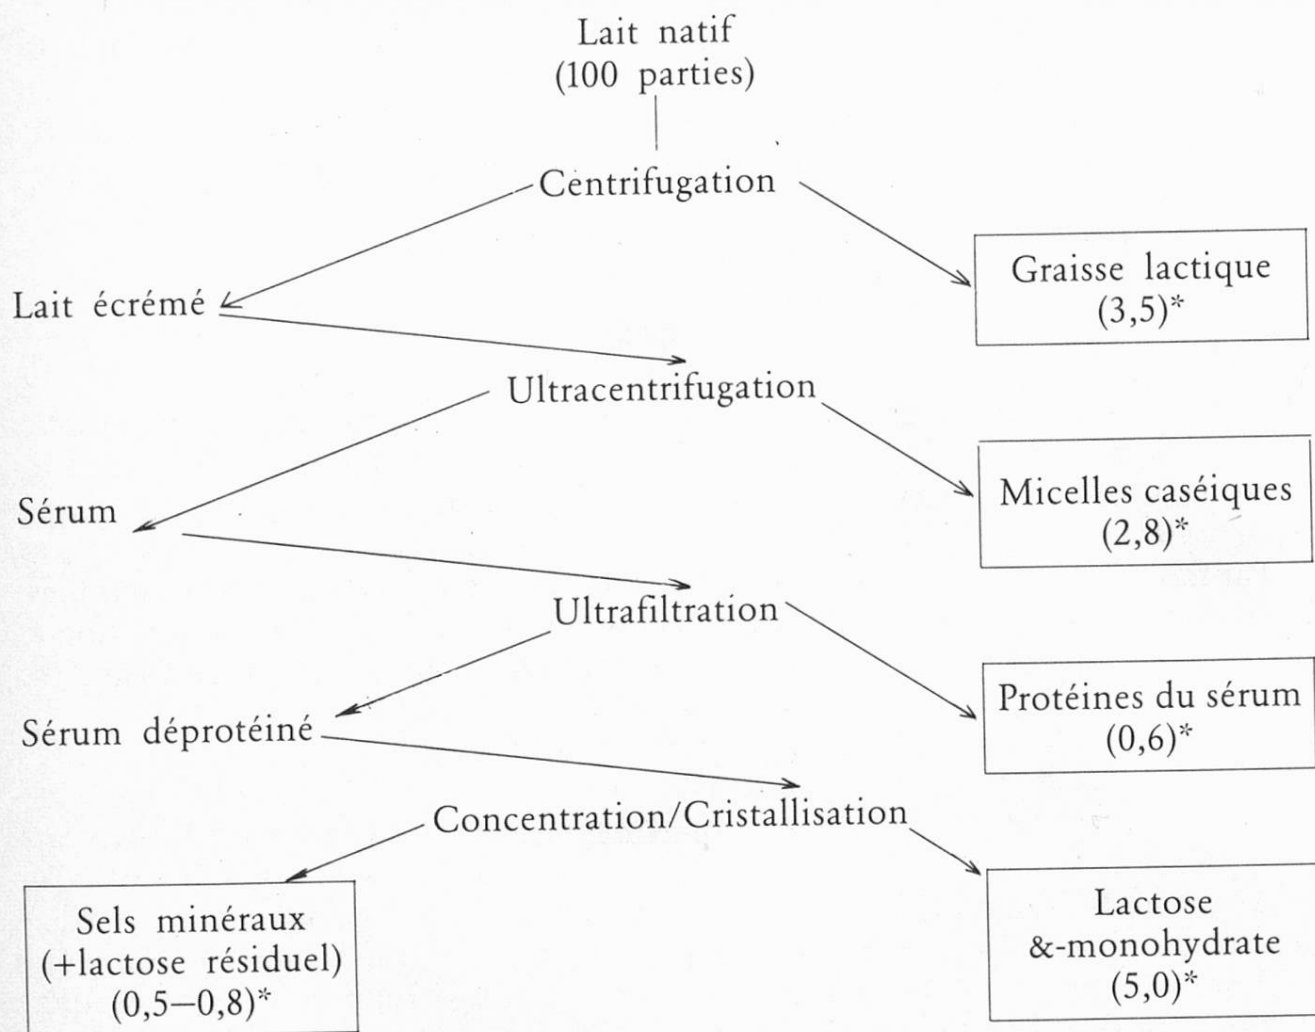 Lait natif
(100 parties)
Centrifugation
Graisse lactique
(3,5)*
Lait écrémé
Ultracentrifugation
Micelles caséiques
(2,8)*
Sérum
Ultrafiltration
Protéines du sérum
(0,6)*
Sérum déprotéiné
Concentration/Cristallisation
Sels minéraux
(+lactose résiduel)
(0,5—0,8)*
Lactose
&-monohydrate
(5,0)*